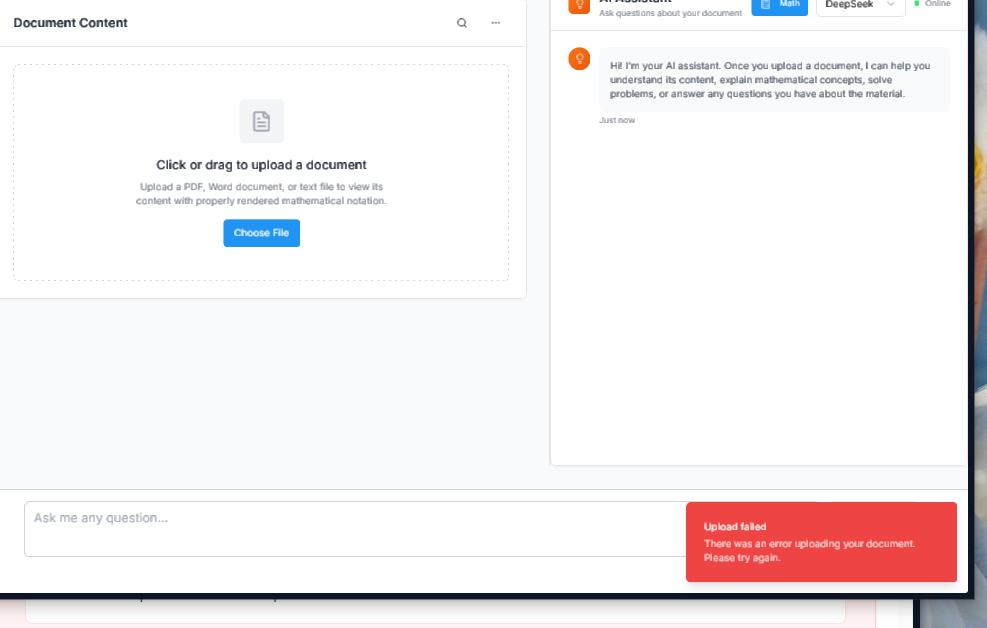 Document Content
Click or drag to upload a document
Upload a PDF, Word document, or text file to view its
content with properly rendered mathematical notation.
Choose File
AI Assistant
Ask questions about your document
Math
DeepSeek
Online
Hi! I'm your AI assistant. Once you upload a document, I can help you
understand its content, explain mathematical concepts, solve
problems, or answer any questions you have about the material.
Just now
Ask me any question...
Upload failed
There was an error uploading your document.
Please try again.